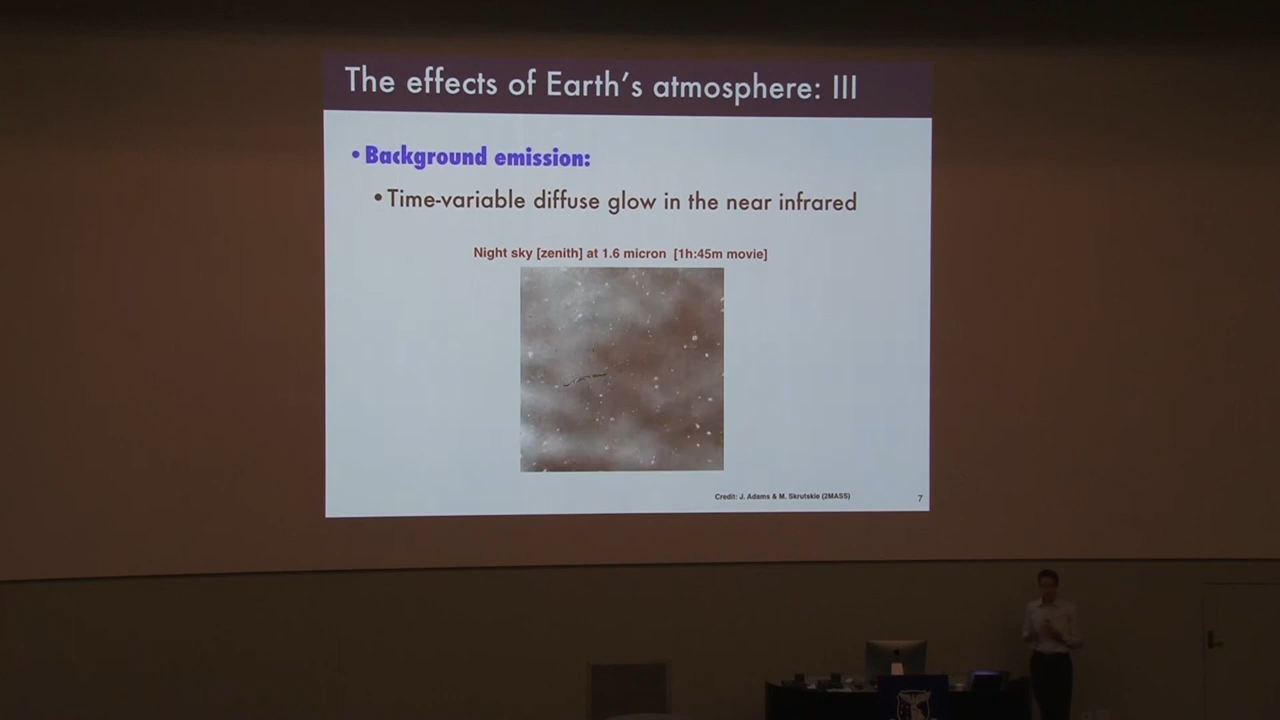 The effects of Earth's atmosphere: III
•Background emission:
•Time-variable diffuse glow in the near infrared
Night sky [zenith] at 1.6 micron [1h:45m movie]
Credit: J. Adams & M. Skrutskie (2MASS)
7